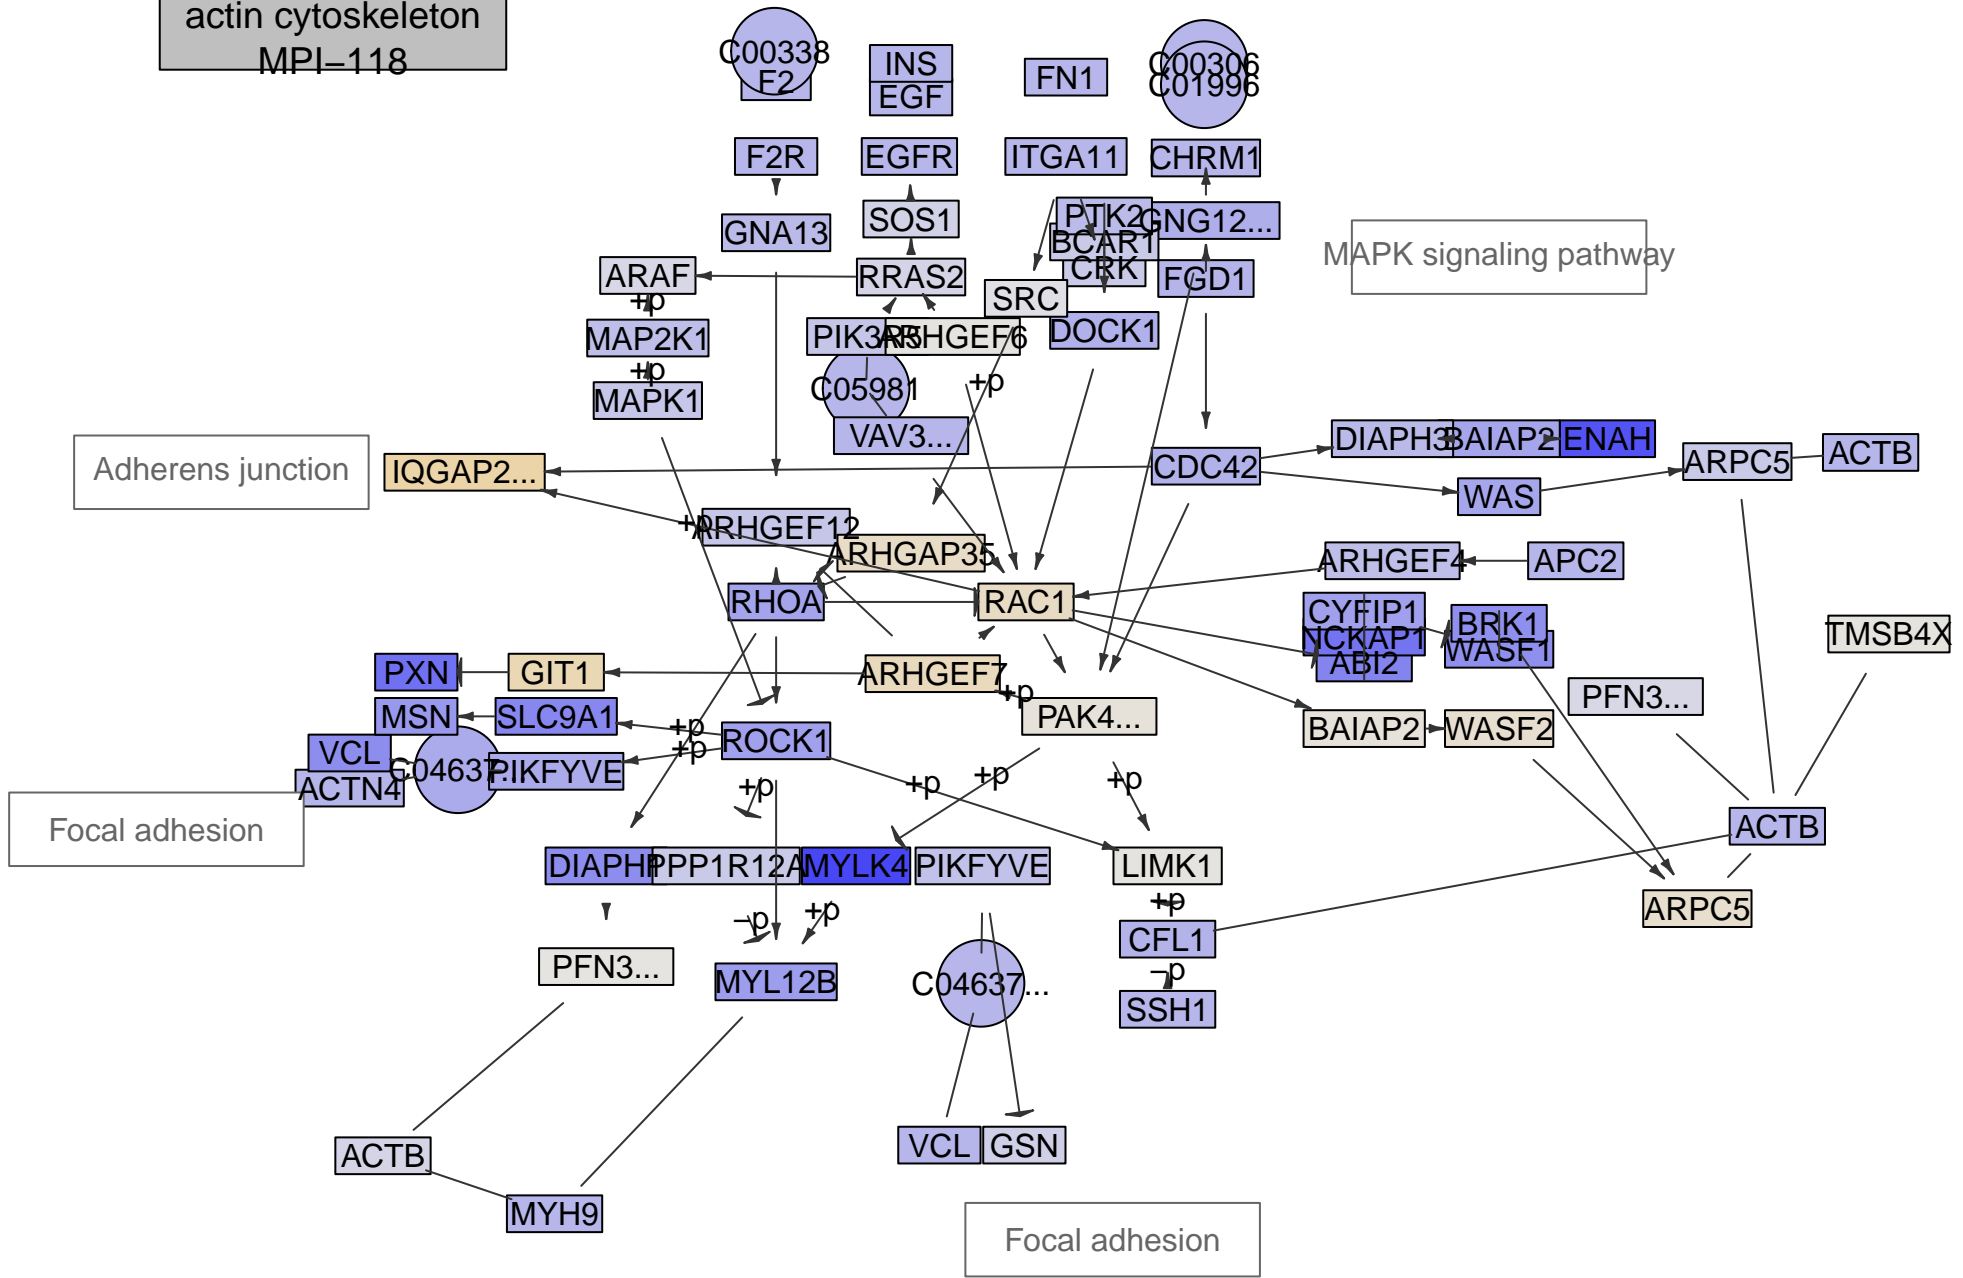 actin cytoskeleton
MPI−118
C00338
F2
INS
EGF
FN1
C00306
C01996
F2R
EGFR
ITGA11
CHRM1
GNA13
SOS1
PTK2
GNG12...
BCAR1
CRK
FGD1
MAPK signaling pathway
ARAF
RRAS2
SRC
+p
MAP2K1
ARHGEF6
DOCK1
+p
MAPK1
C05981
+p
VAV3...
DIAPH3
BAIAP2
ENAH
ACTB
Adherens junction
IQGAP2...
CDC42
ARPC5
WAS
+p
ARHGEF12
ARHGAP35
ARHGEF4
APC2
RHOA
RAC1
CYFIP1
NCKAP1
ABI2
BRK1
WASF1
TMSB4X
PXN
GIT1
ARHGEF7
+p
PFN3...
MSN
SLC9A1
+p
PAK4...
BAIAP2
WASF2
VCL
+p
ROCK1
C04637...
PIKFYVE
ACTN4
+p
+p
+p
+p
Focal adhesion
ACTB
PPP1R12A
MYLK4
PIKFYVE
LIMK1
−p
+p
+p
ARPC5
CFL1
PFN3...
MYL12B
C04637...
−p
SSH1
ACTB
VCL
GSN
MYH9
Focal adhesion